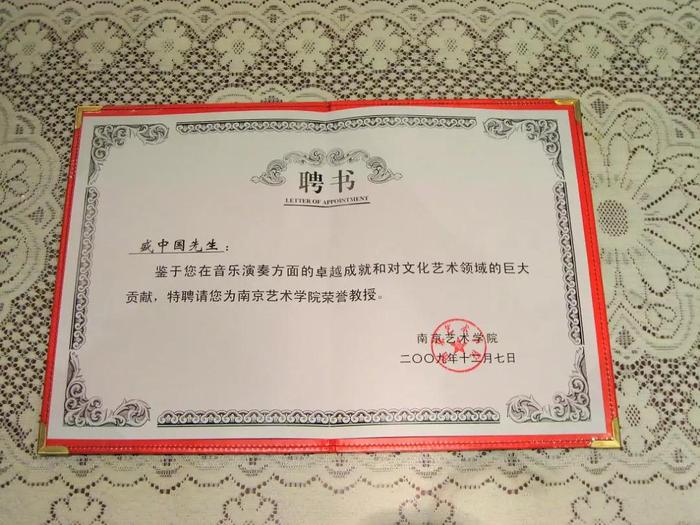 聘书
LETTER OF APPOINTMENT
盛中国先生：
鉴于您在音乐演奏方面的卓越成就和对文化艺术领域的巨大
贡献，特聘请您为南京艺术学院荣誉教授。
南京艺术学院
二〇〇九年十二月七日